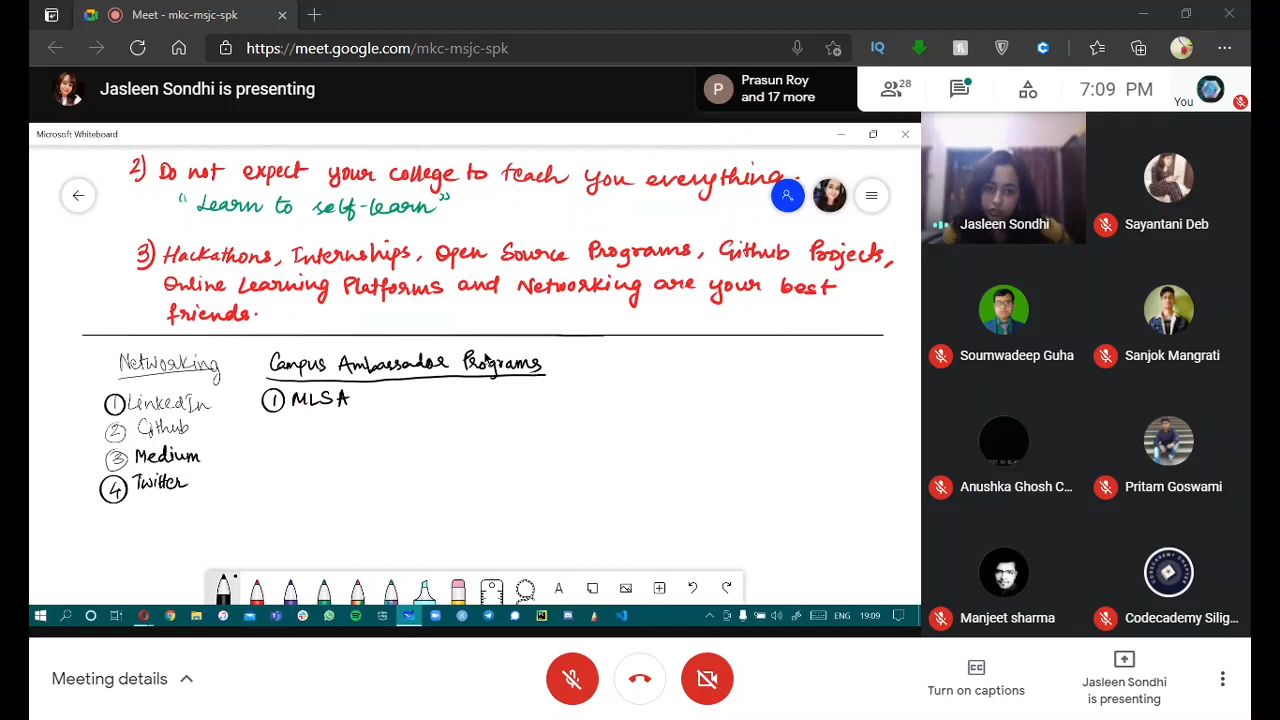 Meet - mkc-msjc-spk
https://meet.google.com/mkc-msjc-spk
IQ
Jasleen Sondhi is presenting
P
Prasun Roy
and 17 more
28
7:09 PM
You
Microsoft Whiteboard
2) Do not expect your college to teach you everything.
"Learn to self-learn"
3) Hackathons, Internships, Open Source Programs, Github Projects,
Online Learning Platforms and Networking are your best
friends.
Networking Campus Ambassador Programs
① LinkedIn ① MLSA
② Github
③ Medium
④ Twitter
A
ENG 19:09
Jasleen Sondhi
Sayantani Deb
Soumwadeep Guha
Sanjok Mangrati
Anushka Ghosh C...
Pritam Goswami
Manjeet sharma
Codecademy Silig...
Meeting details
Turn on captions
Jasleen Sondhi
is presenting